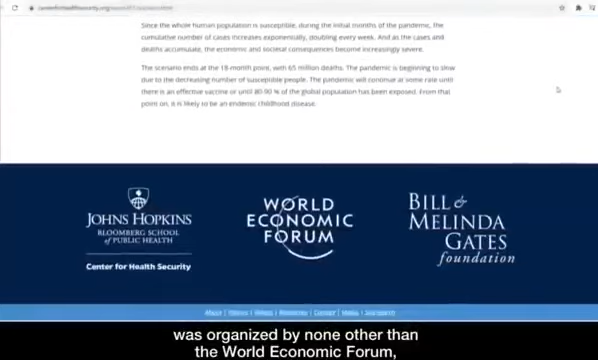 Since the whole human population is susceptible, during the initial months of the pandemic, the
cumulative number of cases increases exponentially, doubling every week. And as the cases and
deaths accumulate, the economic and societal consequences become increasingly severe.
The scenario ends at the 18-month point, with 65 million deaths. The pandemic is beginning to slow
due to the decreasing number of susceptible people. The pandemic will continue at some rate until
there is an effective vaccine or until 80-90 % of the global population has been exposed. From that
point on, it is likely to be an endemic childhood disease.
JOHNS HOPKINS
BLOOMBERG SCHOOL
of PUBLIC HEALTH
Center for Health Security
WORLD
ECONOMIC
FORUM
BILL &
MELINDA
GATES
foundation
About | Players | Videos | Resources | Contact | Media |
was organized by none other than
the World Economic Forum,